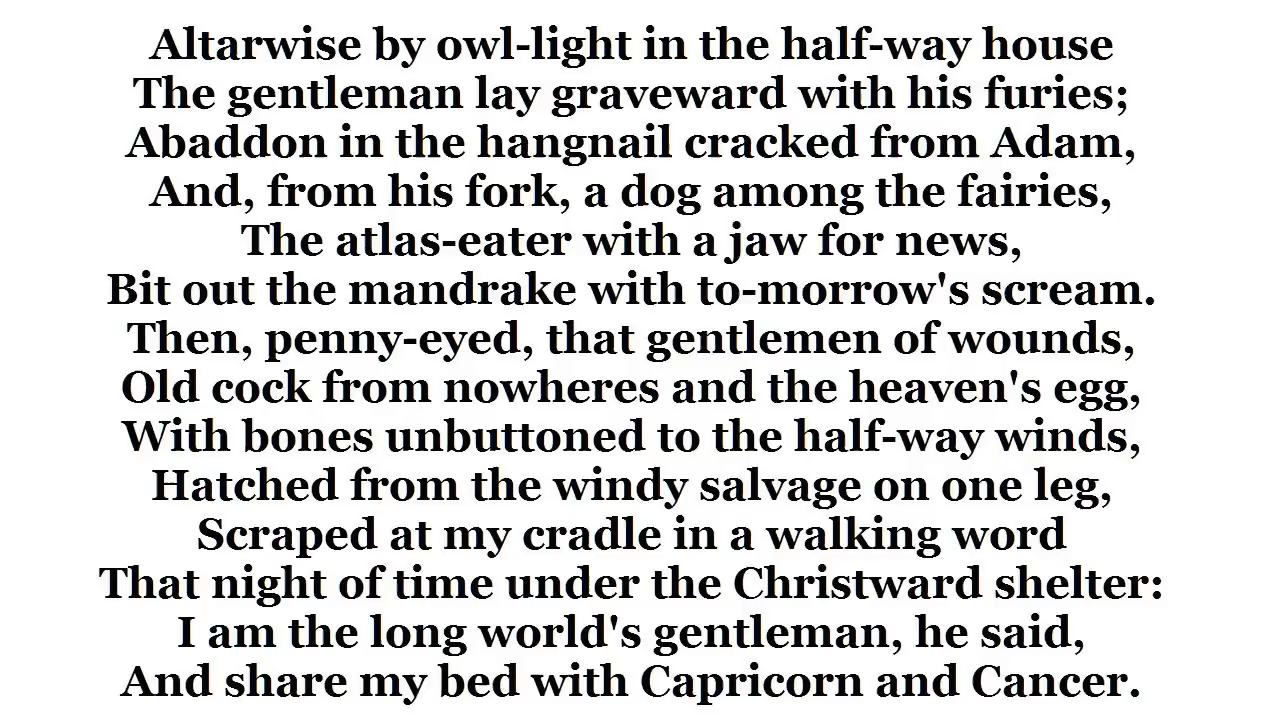 Altarwise by owl-light in the half-way house
The gentleman lay graveward with his furies;
Abaddon in the hangnail cracked from Adam,
And, from his fork, a dog among the fairies,
The atlas-eater with a jaw for news,
Bit out the mandrake with to-morrow's scream.
Then, penny-eyed, that gentlemen of wounds,
Old cock from nowheres and the heaven's egg,
With bones unbuttoned to the half-way winds,
Hatched from the windy salvage on one leg,
Scraped at my cradle in a walking word
That night of time under the Christward shelter:
I am the long world's gentleman, he said,
And share my bed with Capricorn and Cancer.